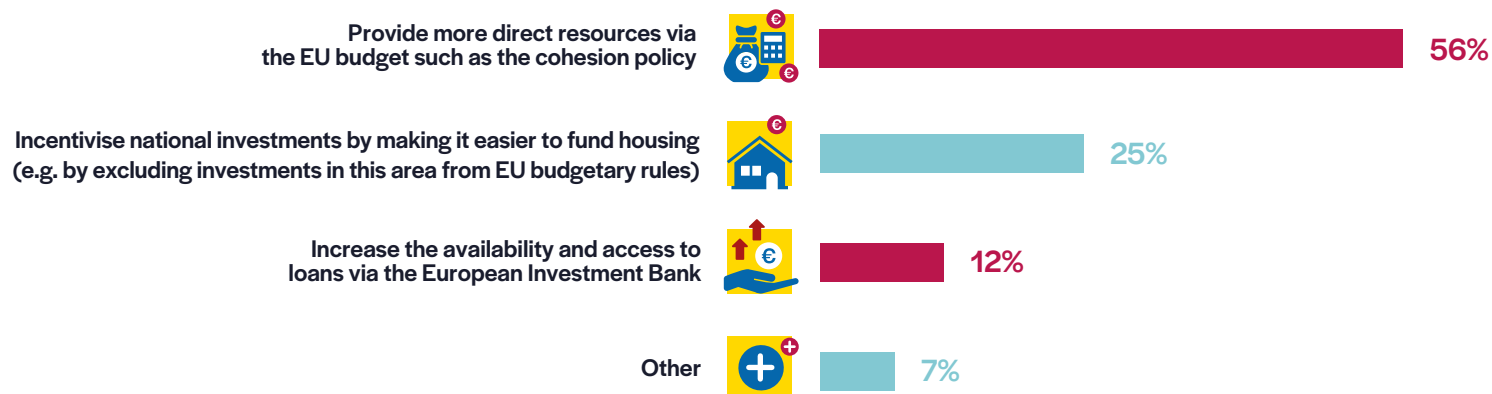 Provide more direct resources via
the EU budget such as the cohesion policy
€
€
€
56%
Incentivise national investments by making it easier to fund housing
(e.g. by excluding investments in this area from EU budgetary rules)
€
25%
Increase the availability and access to
loans via the European Investment Bank
€
12%
Other
7%